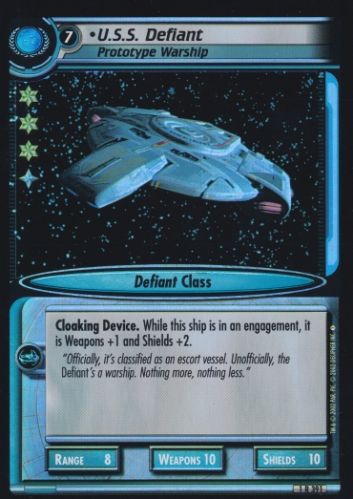 7
•U.S.S. Defiant
Prototype Warship
Defiant Class
Cloaking Device. While this ship is in an engagement, it
is Weapons +1 and Shields +2.
"Officially, it's classified as an escort vessel. Unofficially, the
Defiant's a warship. Nothing more, nothing less."
RANGE 8
WEAPONS 10
SHIELDS 10